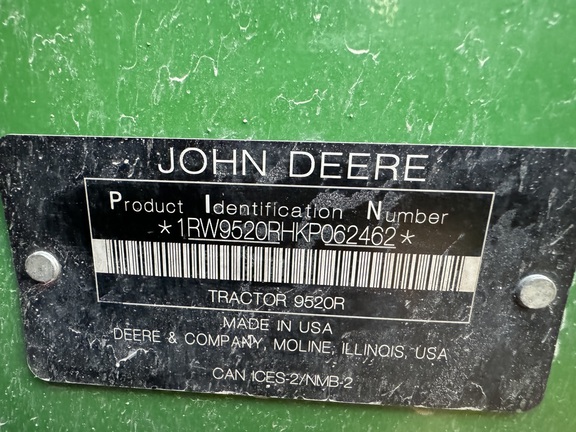 JOHN DEERE
Product Identification Number
*1RW9520RHKP062462*
TRACTOR 9520R
MADE IN USA
DEERE & COMPANY, MOLINE, ILLINOIS, USA
CAN ICES-2/NMB-2